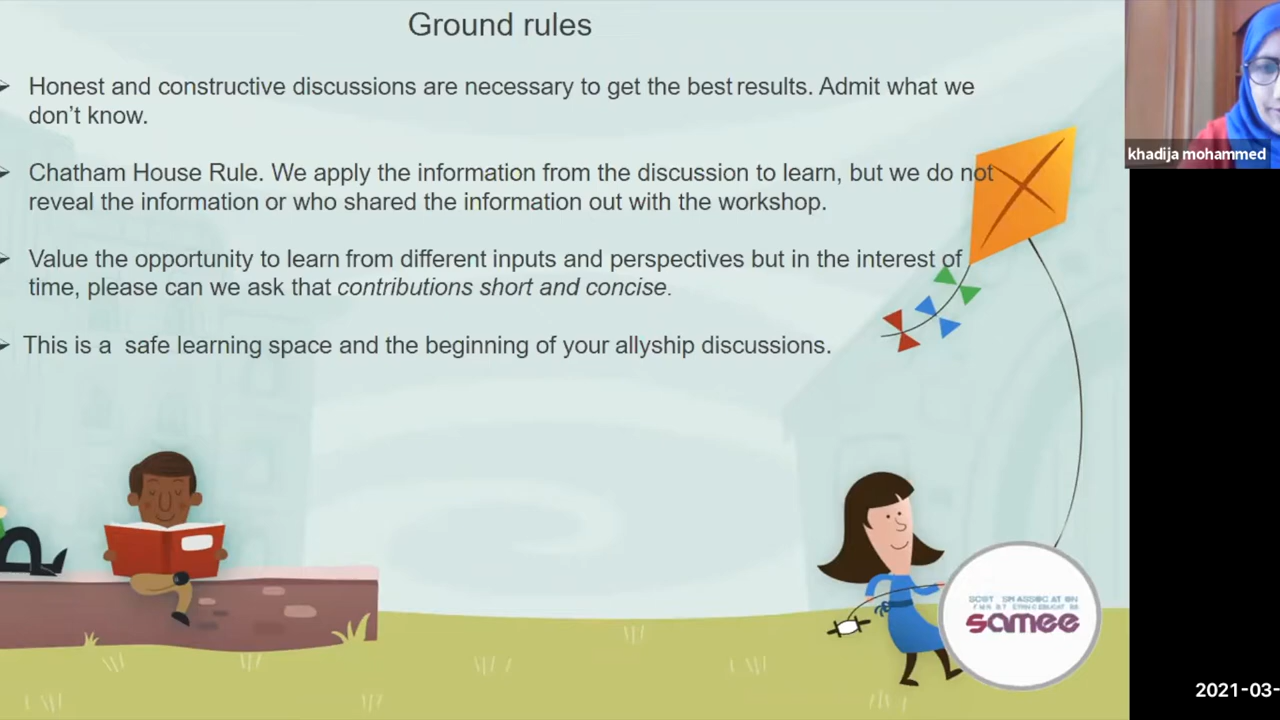 Ground rules
Honest and constructive discussions are necessary to get the best results. Admit what we
don't know.
Chatham House Rule. We apply the information from the discussion to learn, but we do not
reveal the information or who shared the information out with the workshop.
Value the opportunity to learn from different inputs and perspectives but in the interest of
time, please can we ask that contributions short and concise.
This is a safe learning space and the beginning of your allyship discussions.
khadija mohammed
samee
2021-03-